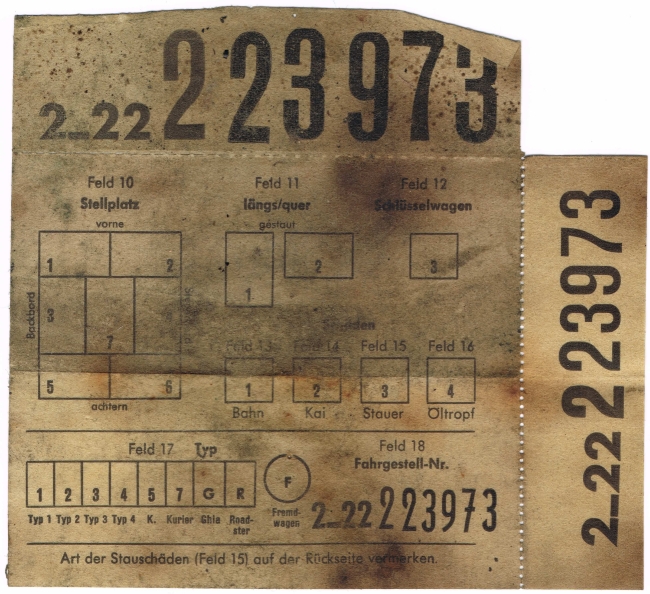 2_22 2 23973
Feld 10
Stellplatz
vorne
Feld 11
längs/quer
gestaut
Feld 12
Schlüsselwagen
1 2
3
7
5 6
Backbord
achtern
1
2
3
Feld 13 Feld 14 Feld 15 Feld 16
1 2 3 4
Bahn Kai Stauer Öltropf
Feld 17 Typ
1 2 3 4 5 7 G R
Typ 1 Typ 2 Typ 3 Typ 4 K. Kurier Ghia Road-
ster
F
Fremd-
wagen
Feld 18
Fahrgestell-Nr.
2_22 223973
Art der Stauschäden (Feld 15) auf der Rückseite vermerken.
2_22 223973